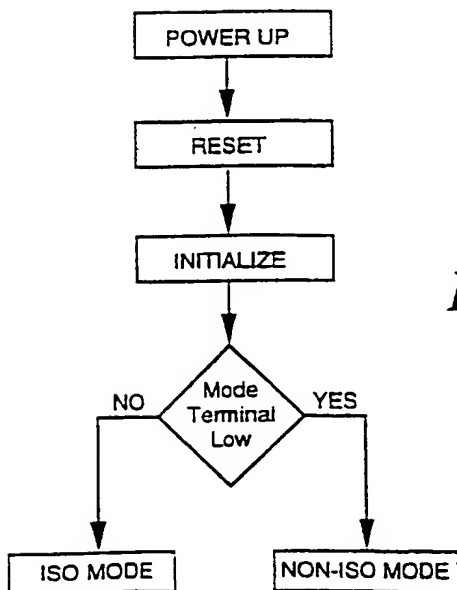 POWER UP
RESET
INITIALIZE
Mode
Terminal
Low
NO
YES
ISO MODE
NON-ISO MODE